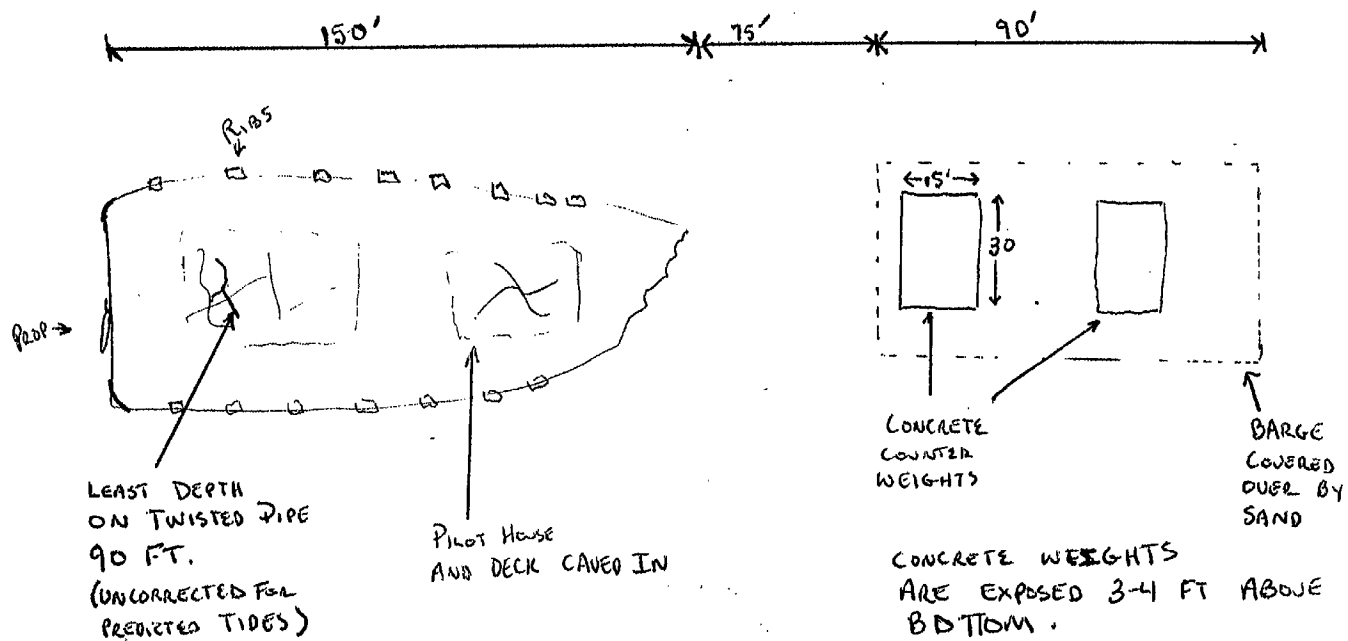 150' 75' 90'
RIBS
15'
30
PROP
LEAST DEPTH
ON TWISTED PIPE
90 FT.
(UNCORRECTED FOR
PREDICTED TIDES)
PILOT HOUSE
AND DECK CAVED IN
CONCRETE
COUNTER
WEIGHTS
BARGE
COVERED
OVER BY
SAND
CONCRETE WEIGHTS
ARE EXPOSED 3-4 FT ABOVE
BOTTOM.